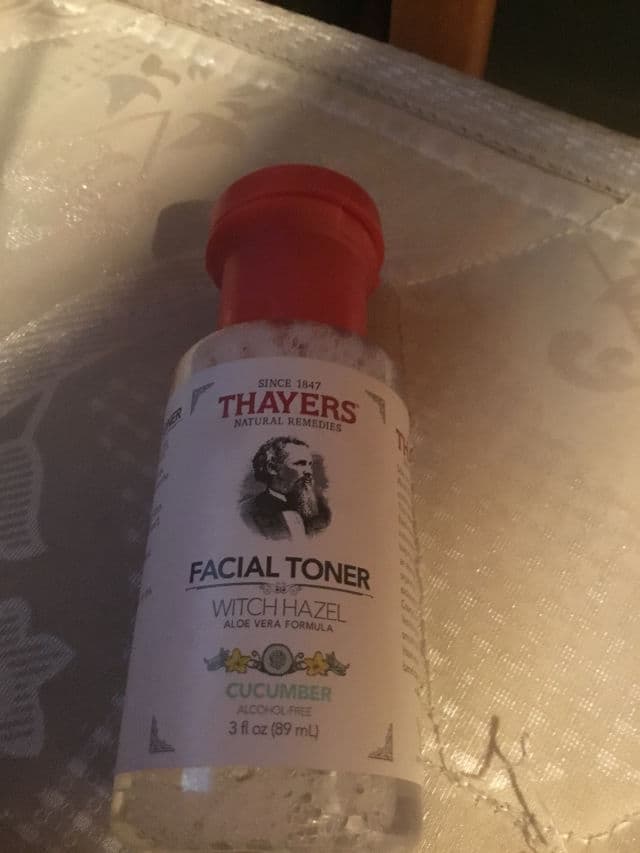 SINCE 1847
THAYERS
NATURAL REMEDIES
FACIAL TONER
WITCH HAZEL
ALOE VERA FORMULA
CUCUMBER
ALCOHOL-FREE
3 fl oz (89 mL)